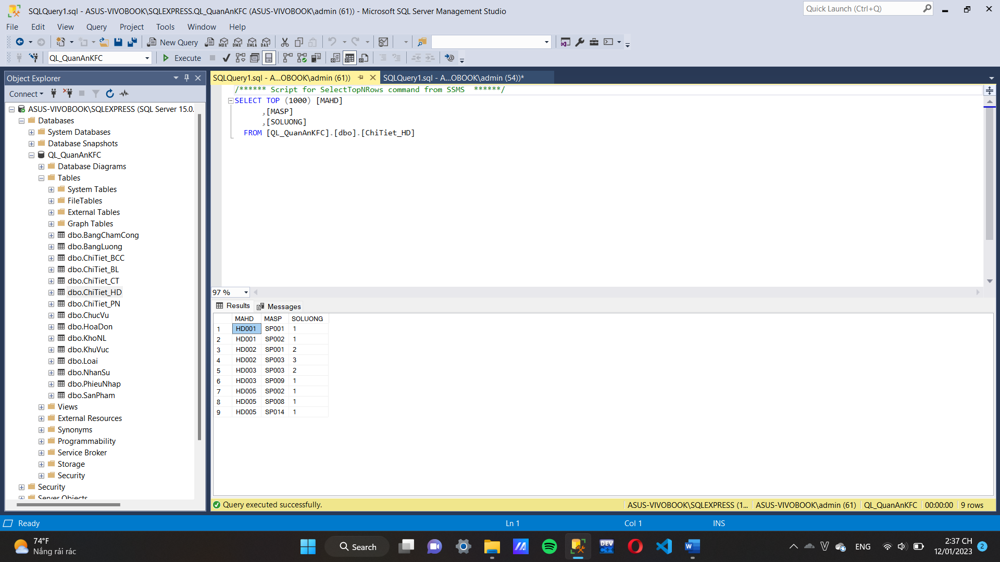 SQLQuery1.sql - ASUS-VIVOBOOK\SQLEXPRESS.QL_QuanAnKFC (ASUS-VIVOBOOK\admin (61)) - Microsoft SQL Server Management Studio
Quick Launch (Ctrl+Q)
File Edit View Query Project Tools Window Help
New Query
MDX DMX XMLA DAX
QL_QuanAnKFC
Execute
Object Explorer
Connect
ASUS-VIVOBOOK\SQLEXPRESS (SQL Server 15.0.
Databases
System Databases
Database Snapshots
QL_QuanAnKFC
Database Diagrams
Tables
System Tables
FileTables
External Tables
Graph Tables
dbo.BangChamCong
dbo.BangLuong
dbo.ChiTiet_BCC
dbo.ChiTiet_BL
dbo.ChiTiet_CT
dbo.ChiTiet_HD
dbo.ChiTiet_PN
dbo.ChucVu
dbo.HoaDon
dbo.KhoNL
dbo.KhuVuc
dbo.Loai
dbo.NhanSu
dbo.PhieuNhap
dbo.SanPham
Views
External Resources
Synonyms
Programmability
Service Broker
Storage
Security
Security
Server Objects
SQLQuery1.sql - A...OBOOK\admin (61))
SQLQuery1.sql - A...OBOOK\admin (54))*
/****** Script for SelectTopNRows command from SSMS ******/
SELECT TOP (1000) [MAHD]
,[MASP]
,[SOLUONG]
FROM [QL_QuanAnKFC].[dbo].[ChiTiet_HD]
97 %
Results Messages
MAHD MASP SOLUONG
1 HD001 SP001 1
2 HD001 SP002 1
3 HD002 SP001 2
4 HD002 SP003 3
5 HD003 SP003 2
6 HD003 SP009 1
7 HD005 SP002 1
8 HD005 SP008 1
9 HD005 SP014 1
Query executed successfully.
ASUS-VIVOBOOK\SQLEXPRESS (1... ASUS-VIVOBOOK\admin (61) QL_QuanAnKFC 00:00:00 9 rows
Ready
Ln 1
Col 1
INS
74°F
Nắng rải rác
Search
DEV C++
W
ENG
2:37 CH
12/01/2023
2